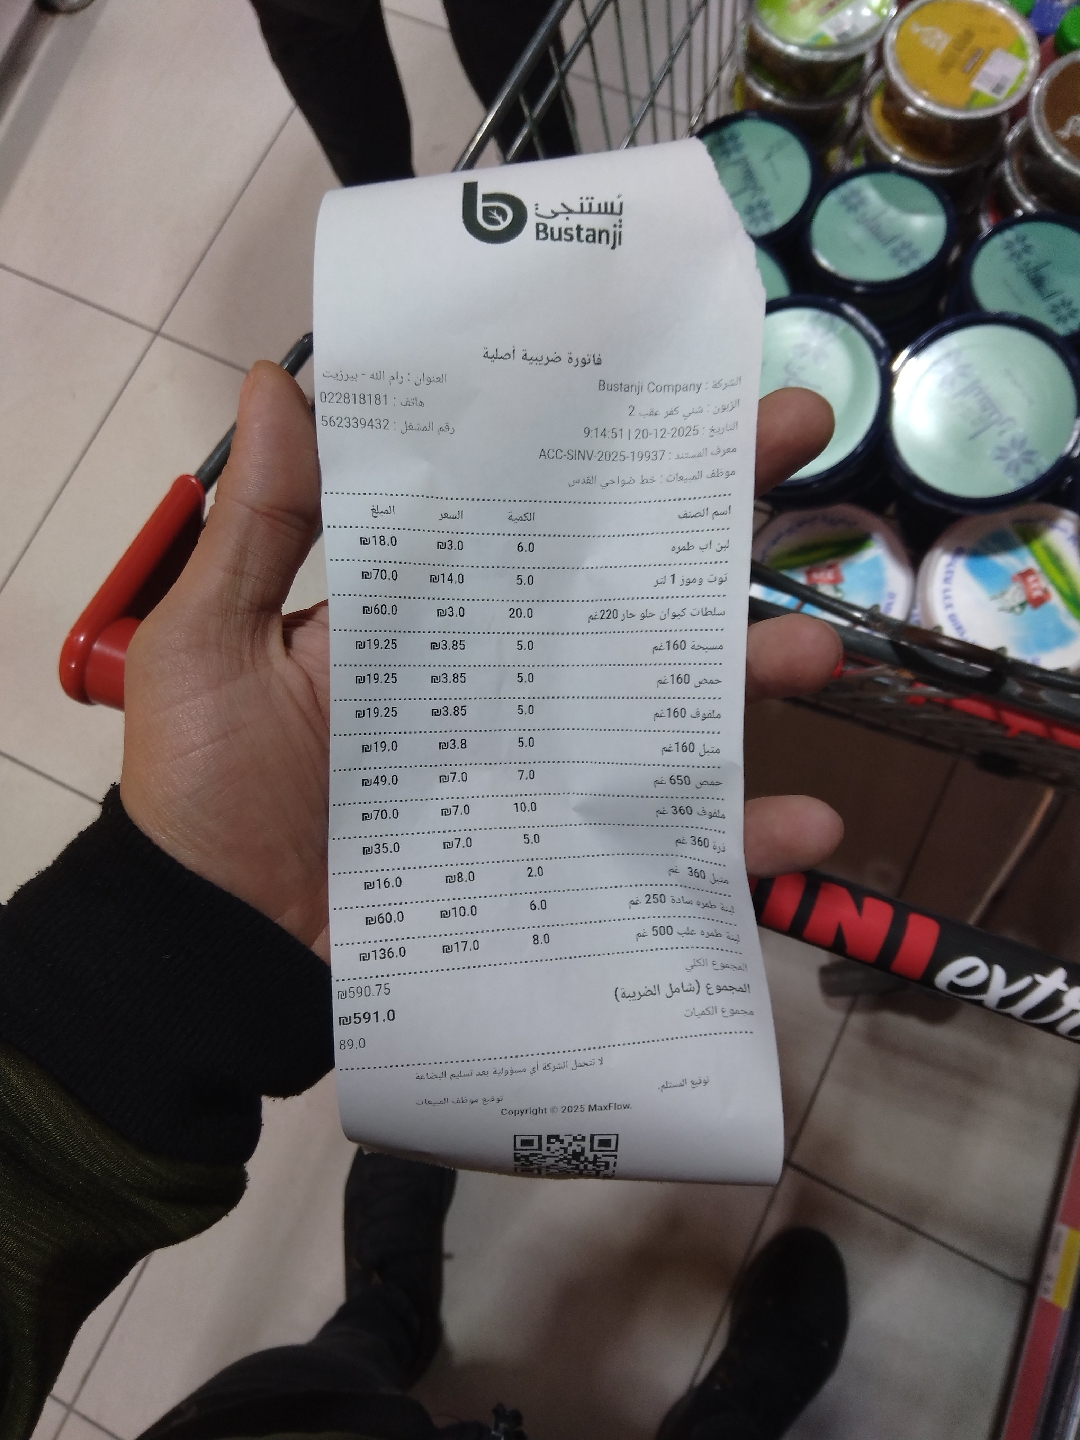 بستنجي
Bustanji
فاتورة ضريبية أصلية
الشركة : Bustanji Company
العنوان : رام الله - بيرزيت
الزبون : شني كفر عقب 2
هاتف : 022818181
التاريخ : 20-12-2025 | 9:14:51
رقم المشغل : 562339432
معرف المستند : ACC-SINV-2025-19937
موظف المبيعات : خط ضواحي القدس
اسم الصنف الكمية السعر المبلغ
لبن اب طمره 6.0 ₪3.0 ₪18.0
توت وموز 1 لتر 5.0 ₪14.0 ₪70.0
سلطات كيوان حلو حار 220غم 20.0 ₪3.0 ₪60.0
مسبحة 160غم 5.0 ₪3.85 ₪19.25
حمص 160غم 5.0 ₪3.85 ₪19.25
ملفوف 160غم 5.0 ₪3.85 ₪19.25
متبل 160غم 5.0 ₪3.8 ₪19.0
حمص 650 غم 7.0 ₪7.0 ₪49.0
ملفوف 360 غم 10.0 ₪7.0 ₪70.0
ذرة 360 غم 5.0 ₪7.0 ₪35.0
متبل 360 غم 2.0 ₪8.0 ₪16.0
لبنة طمره سادة 250 غم 6.0 ₪10.0 ₪60.0
لبنة طمره علب 500 غم 8.0 ₪17.0 ₪136.0
المجموع الكلي ₪590.75
المجموع (شامل الضريبة) ₪591.0
مجموع الكميات 89.0
لا تتحمل الشركة أي مسؤولية بعد تسليم البضاعة
توقيع المستلم.
توقيع موظف المبيعات
Copyright © 2025 MaxFlow.
INI
extr